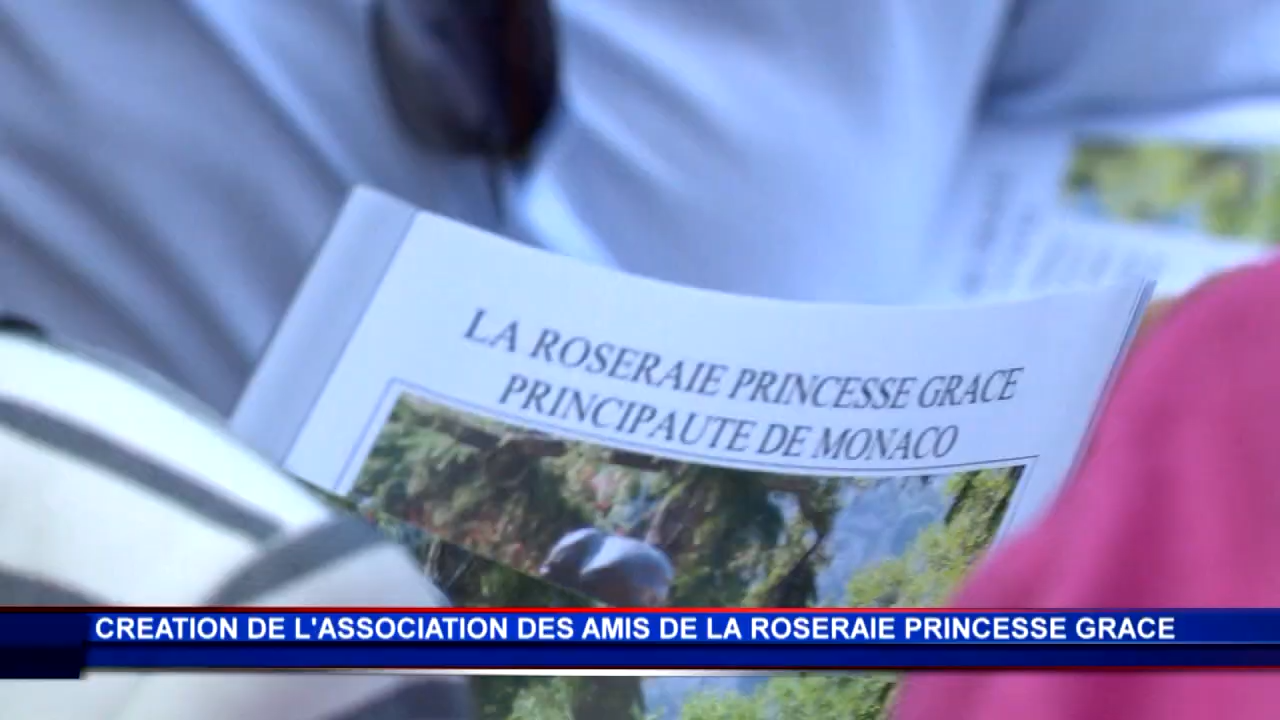 LA ROSERAIE PRINCESSE GRACE
PRINCIPAUTE DE MONACO
CREATION DE L'ASSOCIATION DES AMIS DE LA ROSERAIE PRINCESSE GRACE